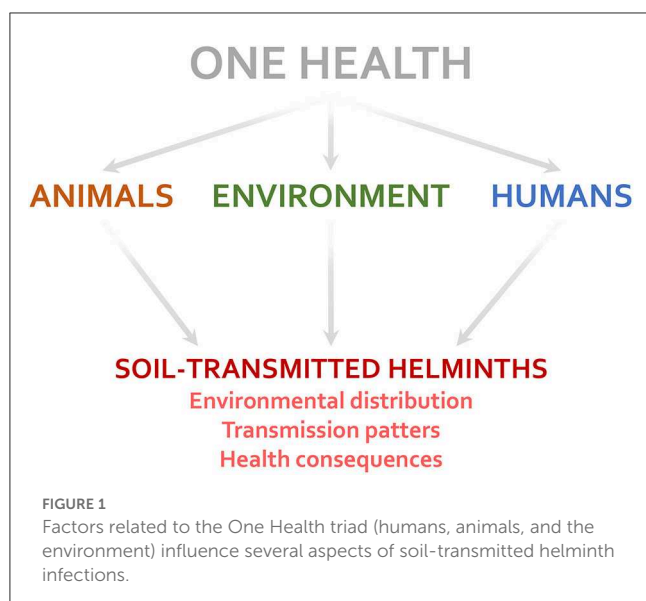 ONE HEALTH
ANIMALS ENVIRONMENT HUMANS
SOIL-TRANSMITTED HELMINTHS
Environmental distribution
Transmission patters
Health consequences
FIGURE 1
Factors related to the One Health triad (humans, animals, and the
environment) influence several aspects of soil-transmitted helminth
infections.